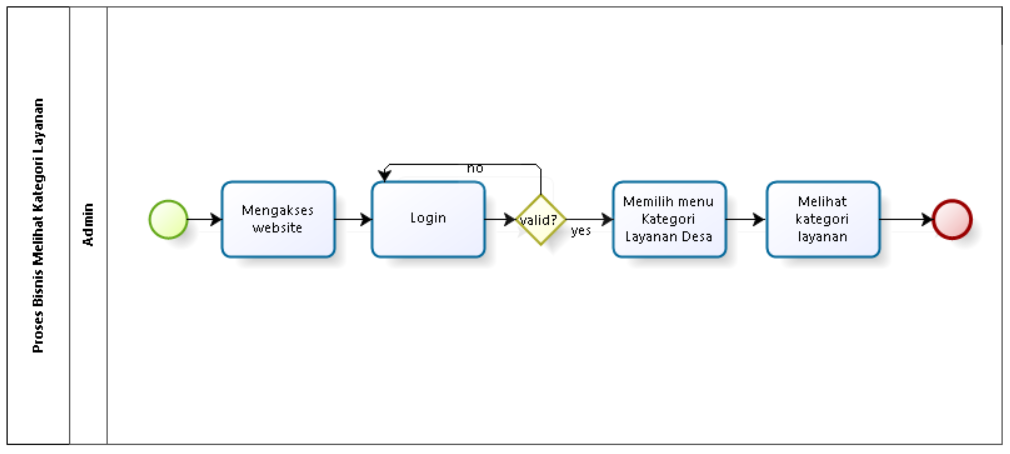 Proses Bisnis Melihat Kategori Layanan
Admin
Mengakses
website
Login
no
valid?
yes
Memilih menu
Kategori
Layanan Desa
Melihat
kategori
layanan